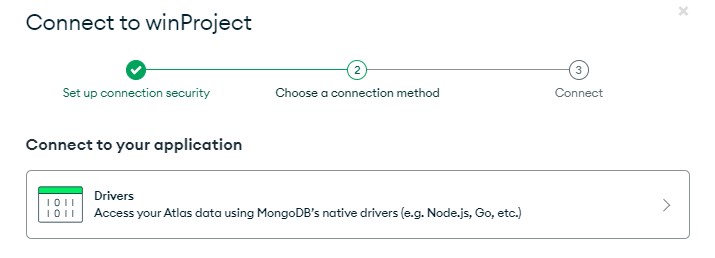 Connect to winProject
2
3
Set up connection security
Choose a connection method
Connect
Connect to your application
1011
1011
Drivers
Access your Atlas data using MongoDB's native drivers (e.g. Node.js, Go, etc.)